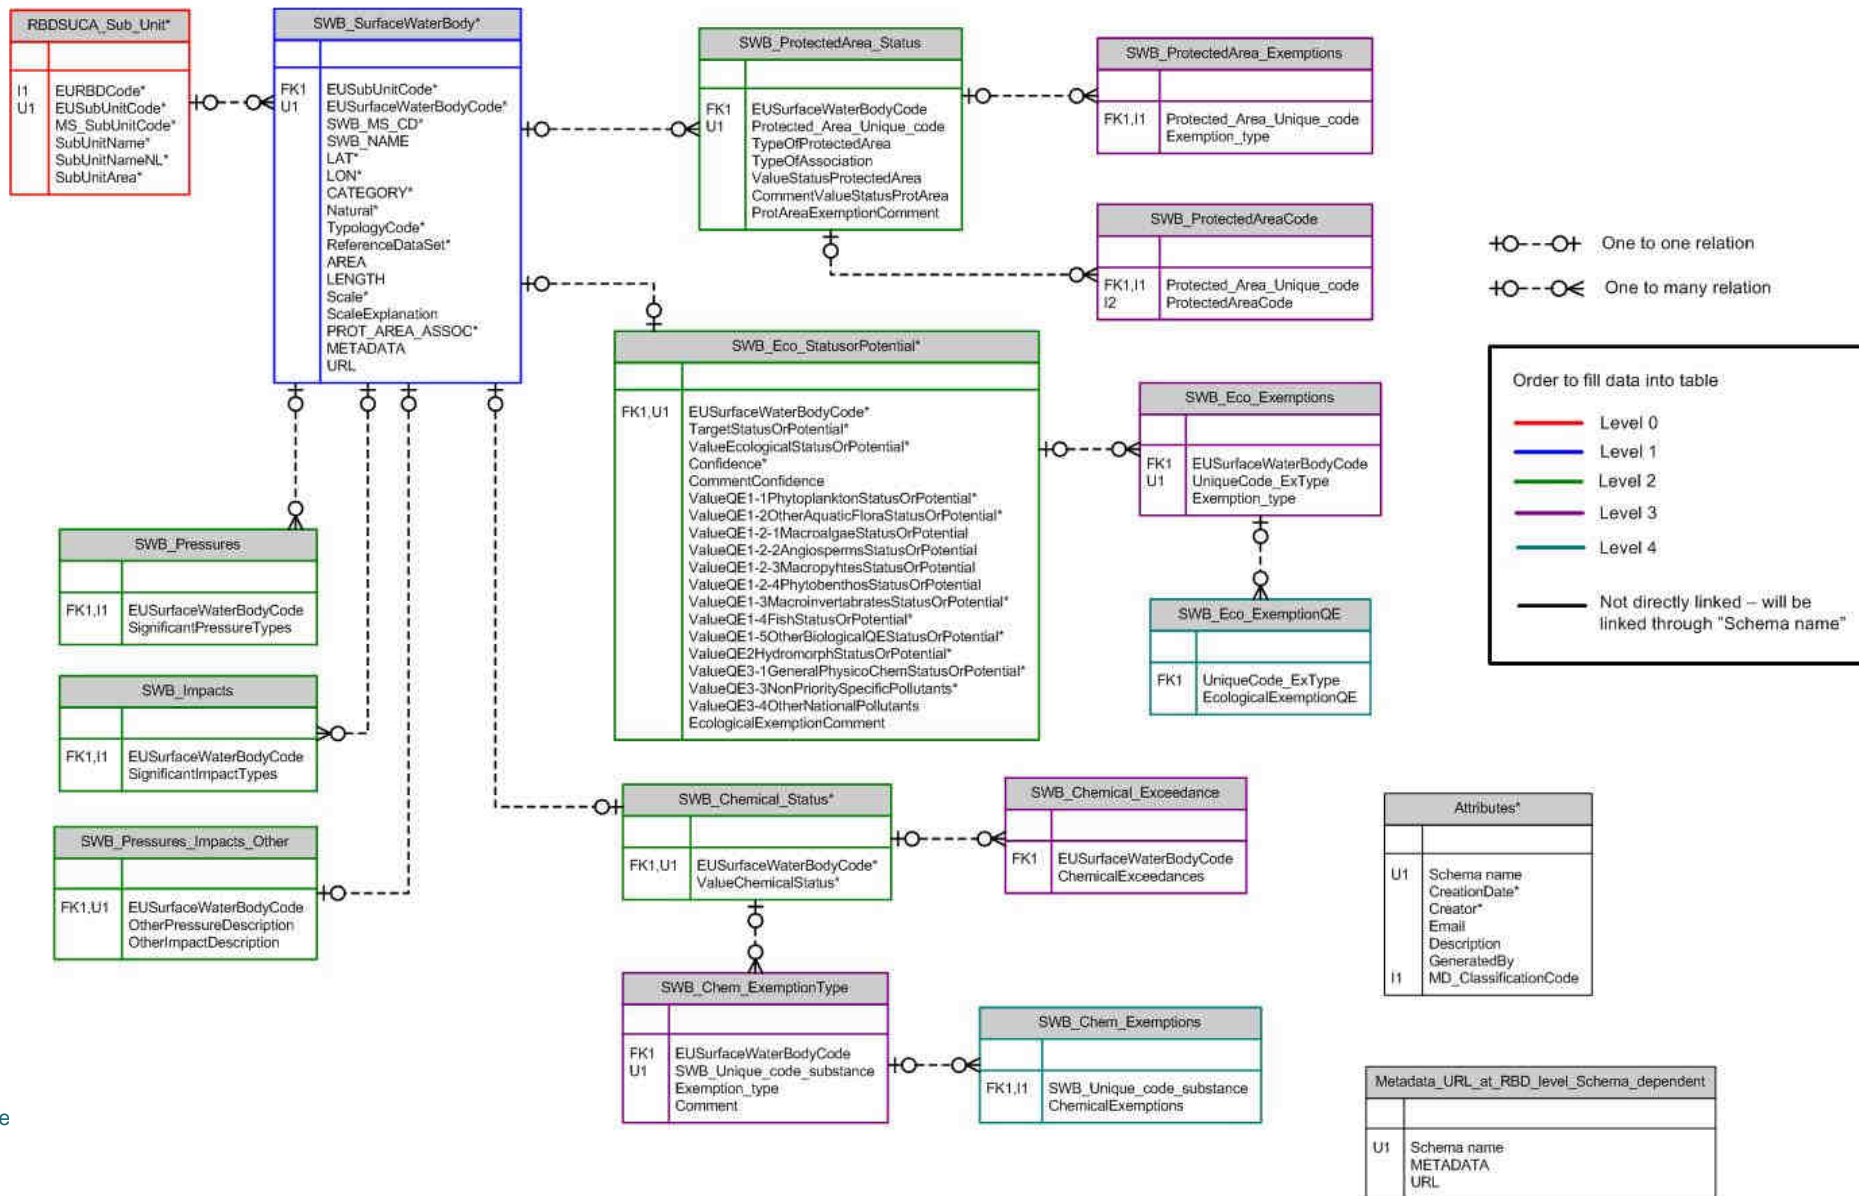 RBDSUCA_Sub_Unit*
I1 EURBDCode*
U1 EUSubUnitCode*
MS_SubUnitCode*
SubUnitName*
SubUnitNameNL*
SubUnitArea*
SWB_SurfaceWaterBody*
FK1 EUSubUnitCode*
U1 EUSurfaceWaterBodyCode*
SWB_MS_CD*
SWB_NAME
LAT*
LON*
CATEGORY*
Natural*
TypologyCode*
ReferenceDataSet*
AREA
LENGTH
Scale*
ScaleExplanation
PROT_AREA_ASSOC*
METADATA
URL
SWB_ProtectedArea_Status
FK1 EUSurfaceWaterBodyCode
U1 Protected_Area_Unique_code
TypeOfProtectedArea
TypeOfAssociation
ValueStatusProtectedArea
CommentValueStatusProtArea
ProtAreaExemptionComment
SWB_ProtectedArea_Exemptions
FK1,I1 Protected_Area_Unique_code
Exemption_type
SWB_ProtectedAreaCode
FK1,I1 Protected_Area_Unique_code
I2 ProtectedAreaCode
One to one relation
One to many relation
Order to fill data into table
Level 0
Level 1
Level 2
Level 3
Level 4
Not directly linked – will be
linked through "Schema name"
SWB_Eco_StatusorPotential*
FK1,U1 EUSurfaceWaterBodyCode*
TargetStatusOrPotential*
ValueEcologicalStatusOrPotential*
Confidence*
CommentConfidence
ValueQE1-1PhytoplanktonStatusOrPotential*
ValueQE1-2OtherAquaticFloraStatusOrPotential*
ValueQE1-2-1MacroalgaeStatusOrPotential
ValueQE1-2-2AngiospermsStatusOrPotential
ValueQE1-2-3MacropyhtesStatusOrPotential
ValueQE1-2-4PhytobenthosStatusOrPotential
ValueQE1-3MacroinvertabratesStatusOrPotential*
ValueQE1-4FishStatusOrPotential*
ValueQE1-5OtherBiologicalQEStatusOrPotential*
ValueQE2HydromorphStatusOrPotential*
ValueQE3-1GeneralPhysicoChemStatusOrPotential*
ValueQE3-3NonPrioritySpecificPollutants*
ValueQE3-4OtherNationalPollutants
EcologicalExemptionComment
SWB_Eco_Exemptions
FK1 EUSurfaceWaterBodyCode
U1 UniqueCode_ExType
Exemption_type
SWB_Eco_ExemptionQE
FK1 UniqueCode_ExType
EcologicalExemptionQE
SWB_Pressures
FK1,I1 EUSurfaceWaterBodyCode
SignificantPressureTypes
SWB_Impacts
FK1,I1 EUSurfaceWaterBodyCode
SignificantImpactTypes
SWB_Pressures_Impacts_Other
FK1,U1 EUSurfaceWaterBodyCode
OtherPressureDescription
OtherImpactDescription
SWB_Chemical_Status*
FK1,U1 EUSurfaceWaterBodyCode*
ValueChemicalStatus*
SWB_Chemical_Exceedance
FK1 EUSurfaceWaterBodyCode
ChemicalExceedances
Attributes*
U1 Schema name
CreationDate*
Creator*
Email
Description
GeneratedBy
I1 MD_ClassificationCode
SWB_Chem_ExemptionType
FK1 EUSurfaceWaterBodyCode
U1 SWB_Unique_code_substance
Exemption_type
Comment
SWB_Chem_Exemptions
FK1,I1 SWB_Unique_code_substance
ChemicalExemptions
Metadata_URL_at_RBD_level_Schema_dependent
U1 Schema name
METADATA
URL
e